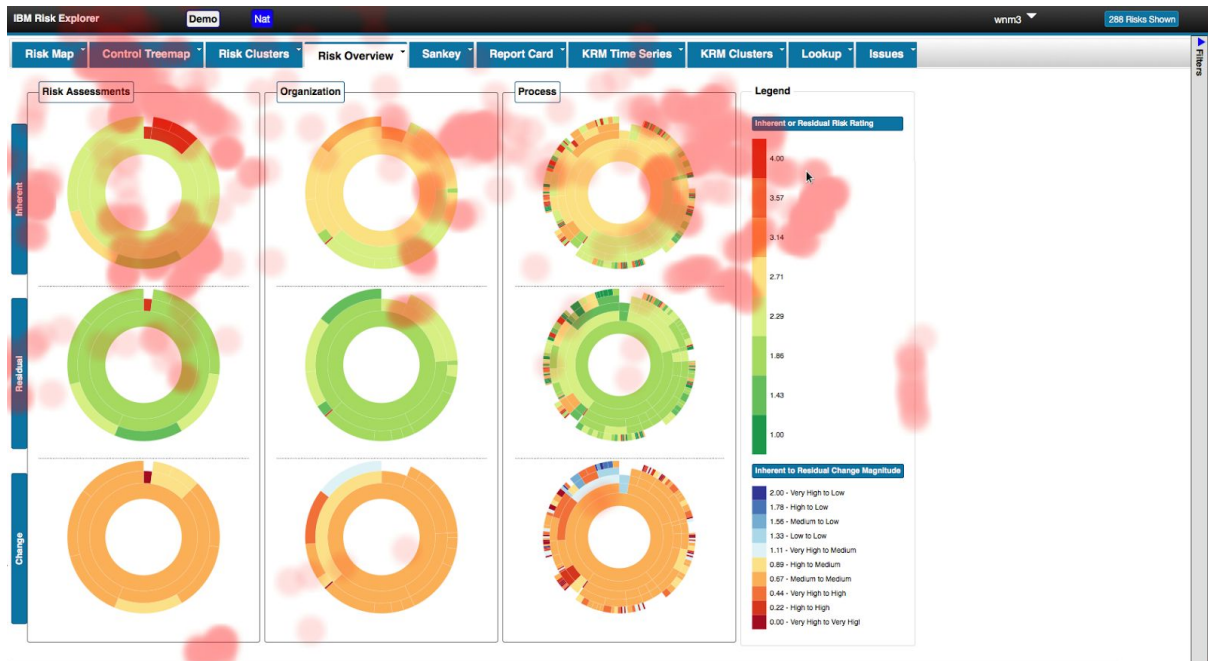 IBM Risk Explorer
Demo
Nat
wnm3
288 Risks Shown
Risk Map
Control Treemap
Risk Clusters
Risk Overview
Sankey
Report Card
KRM Time Series
KRM Clusters
Lookup
Issues
Filters
Risk Assessments
Organization
Process
Legend
Inherent
Residual
Change
Inherent or Residual Risk Rating
4.00
3.57
3.14
2.71
2.29
1.86
1.43
1.00
Inherent to Residual Change Magnitude
2.00 - Very High to Low
1.78 - High to Low
1.56 - Medium to Low
1.33 - Low to Low
1.11 - Very High to Medium
0.89 - High to Medium
0.67 - Medium to Medium
0.44 - Very High to High
0.22 - High to High
0.00 - Very High to Very High